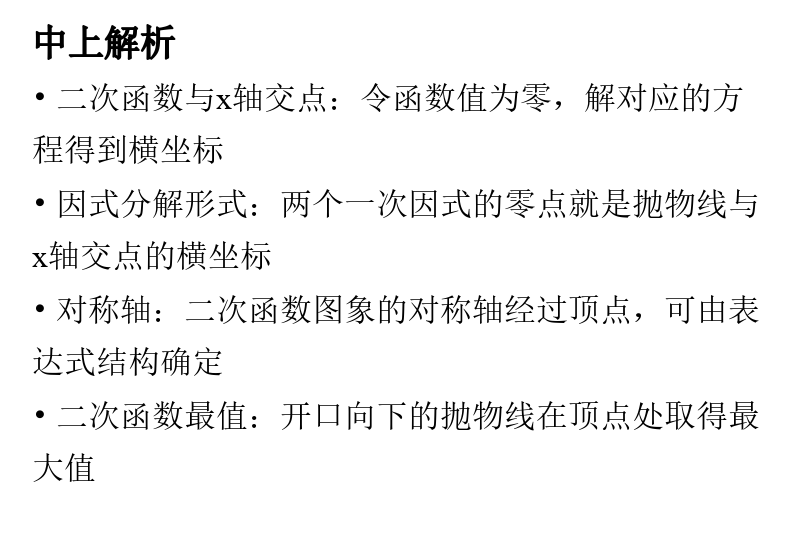 中上解析
• 二次函数与x轴交点：令函数值为零，解对应的方
程得到横坐标
• 因式分解形式：两个一次因式的零点就是抛物线与
x轴交点的横坐标
• 对称轴：二次函数图象的对称轴经过顶点，可由表
达式结构确定
• 二次函数最值：开口向下的抛物线在顶点处取得最
大值